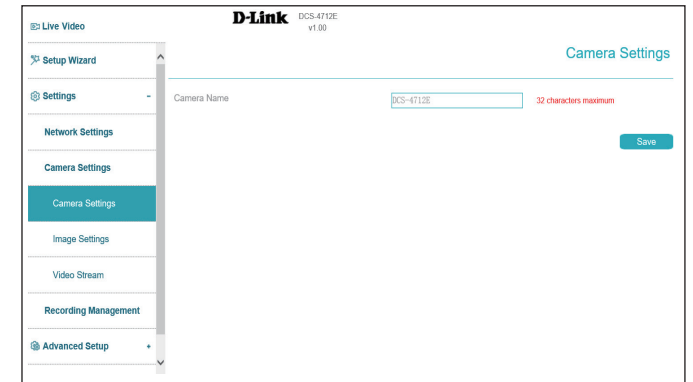 D-Link DCS-4712E
v1.00
Live Video
Setup Wizard
Settings -
Network Settings
Camera Settings
Camera Settings
Image Settings
Video Stream
Recording Management
Advanced Setup +
Camera Settings
Camera Name DCS-4712E 32 characters maximum
Save